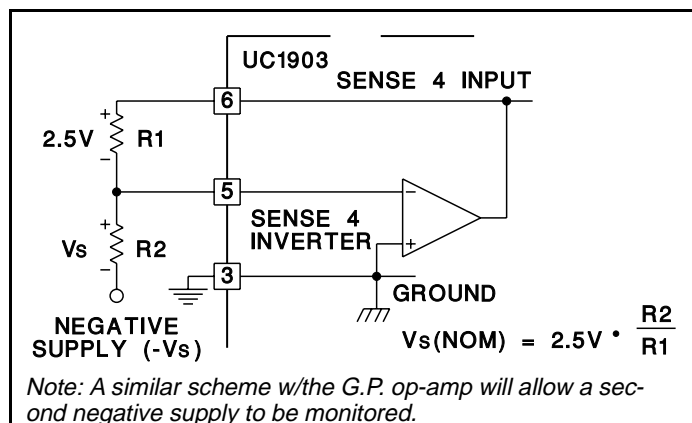 UC1903
SENSE 4 INPUT
6
+
2.5V R1
−
5
−
+
SENSE 4
INVERTER
Vs R2
−
+
3
GROUND
NEGATIVE
SUPPLY (-Vs)
Vs(NOM) = 2.5V • R2
R1
Note: A similar scheme w/the G.P. op-amp will allow a sec-
ond negative supply to be monitored.